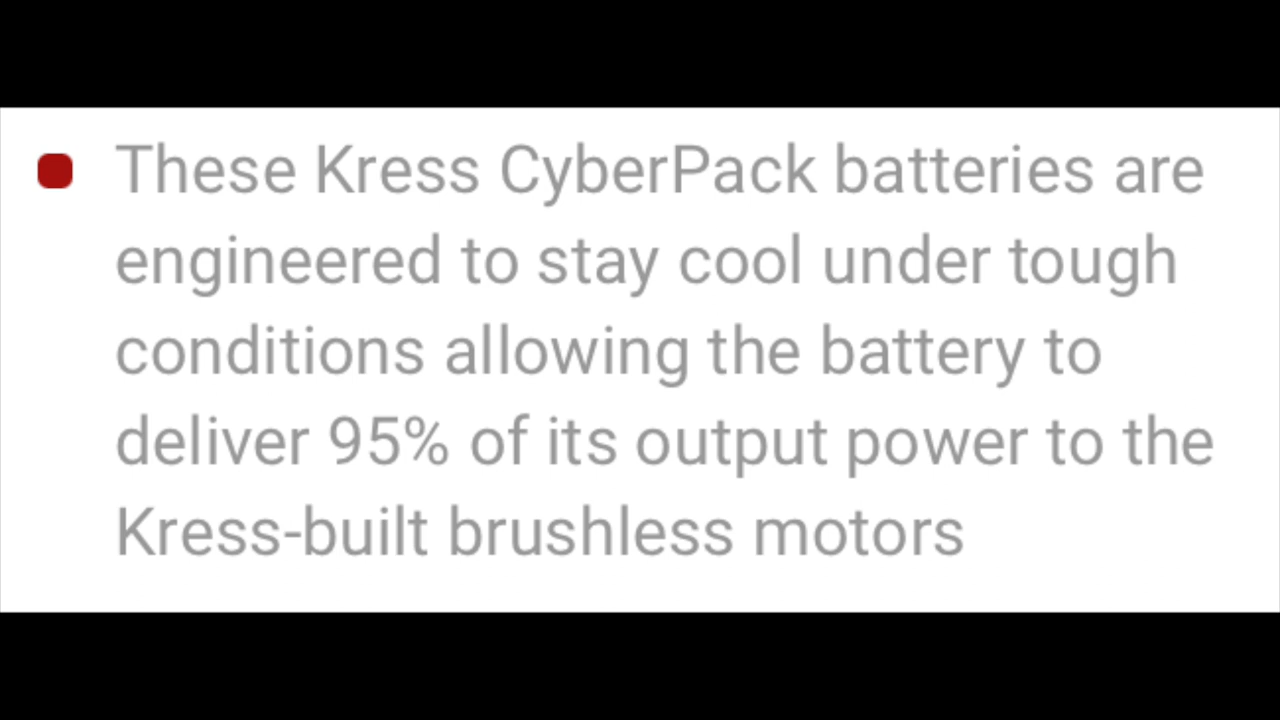 These Kress CyberPack batteries are
engineered to stay cool under tough
conditions allowing the battery to
deliver 95% of its output power to the
Kress-built brushless motors